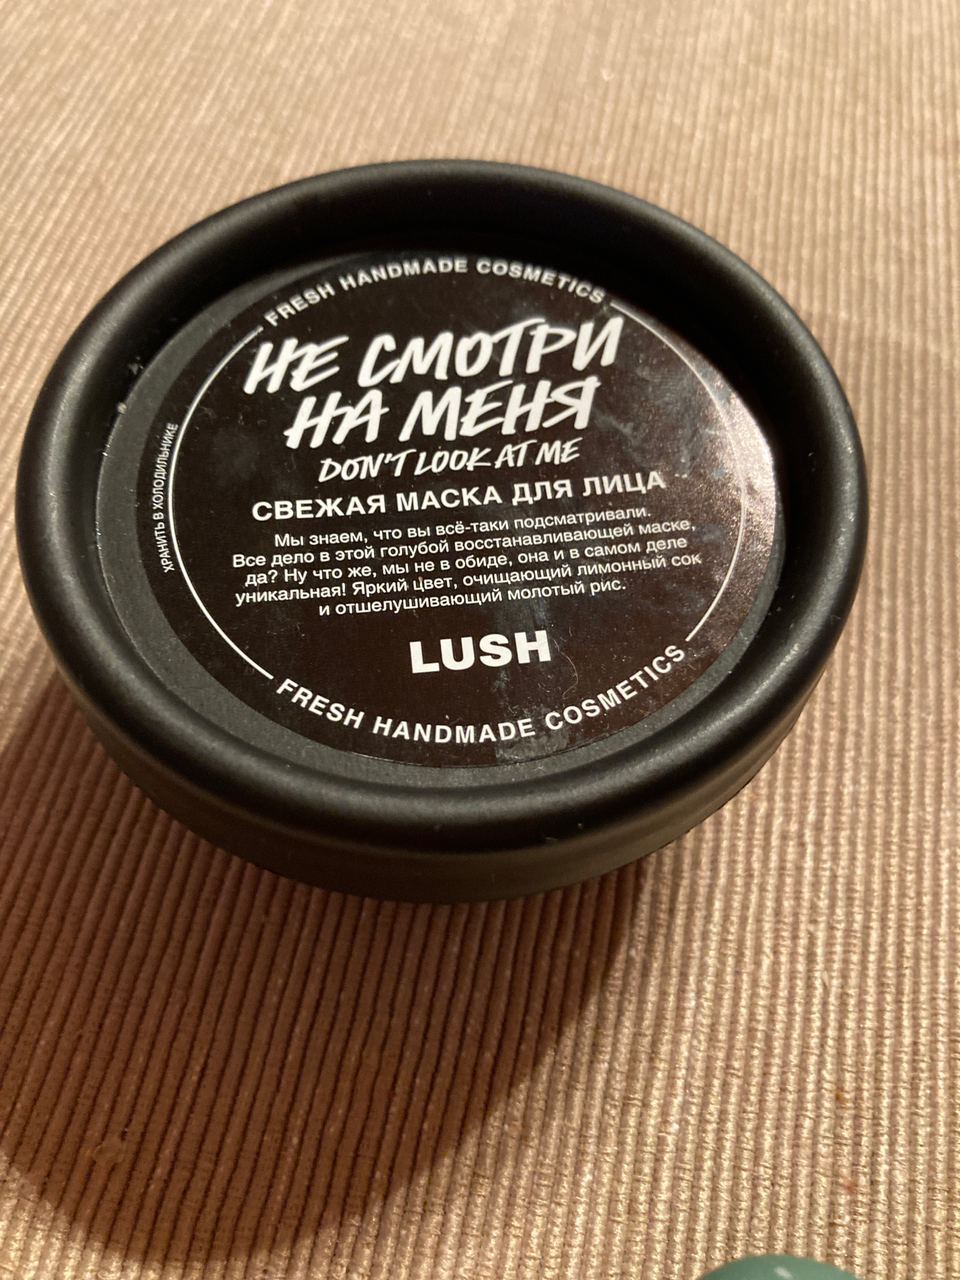 FRESH HANDMADE COSMETICS
НЕ СМОТРИ
НА МЕНЯ
DON'T LOOK AT ME
СВЕЖАЯ МАСКА ДЛЯ ЛИЦА
Мы знаем, что вы всё-таки подсматривали.
Все дело в этой голубой восстанавливающей маске,
да? Ну что же, мы не в обиде, она и в самом деле
уникальная! Яркий цвет, очищающий лимонный сок
и отшелушивающий молотый рис.
LUSH
FRESH HANDMADE COSMETICS
ХРАНИТЬ В ХОЛОДИЛЬНИКЕ